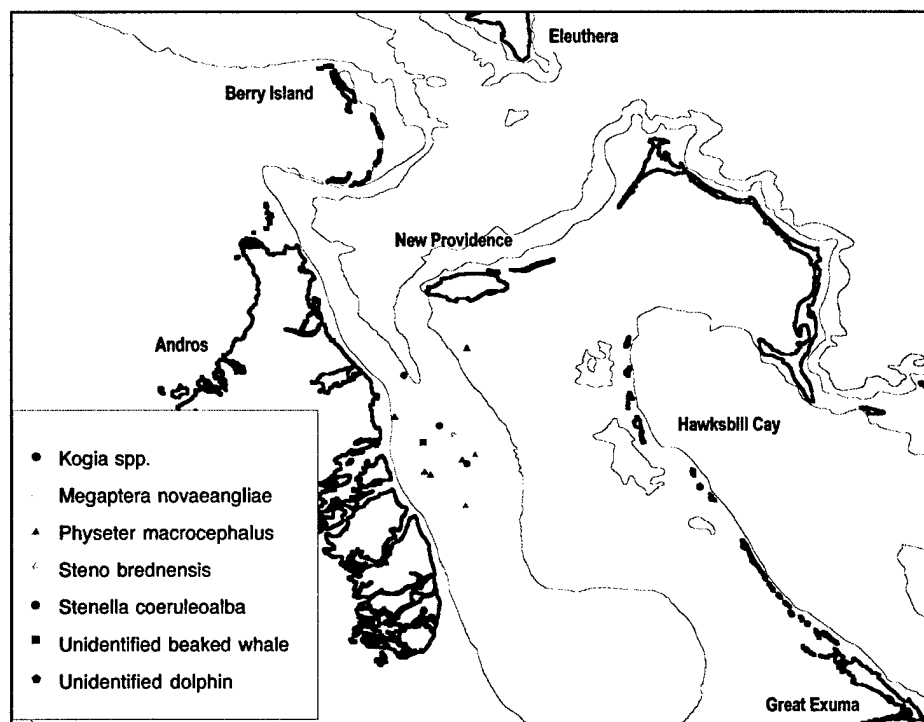 Eleuthera
Berry Island
New Providence
Andros
Hawksbill Cay
Kogia spp.
Megaptera novaeangliae
Physeter macrocephalus
Steno brednensis
Stenella coeruleoalba
Unidentified beaked whale
Unidentified dolphin
Great Exuma